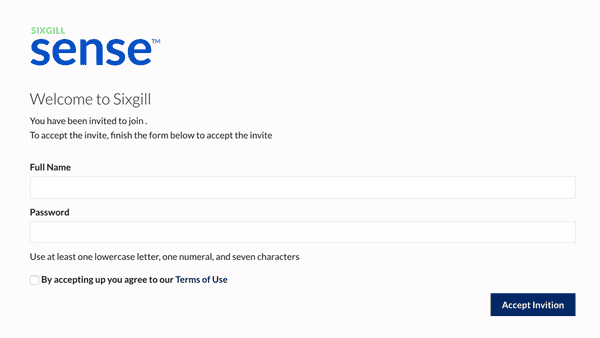 SIXGILL
sense™
Welcome to Sixgill
You have been invited to join .
To accept the invite, finish the form below to accept the invite
Full Name
Password
Use at least one lowercase letter, one numeral, and seven characters
By accepting up you agree to our Terms of Use
Accept Invition